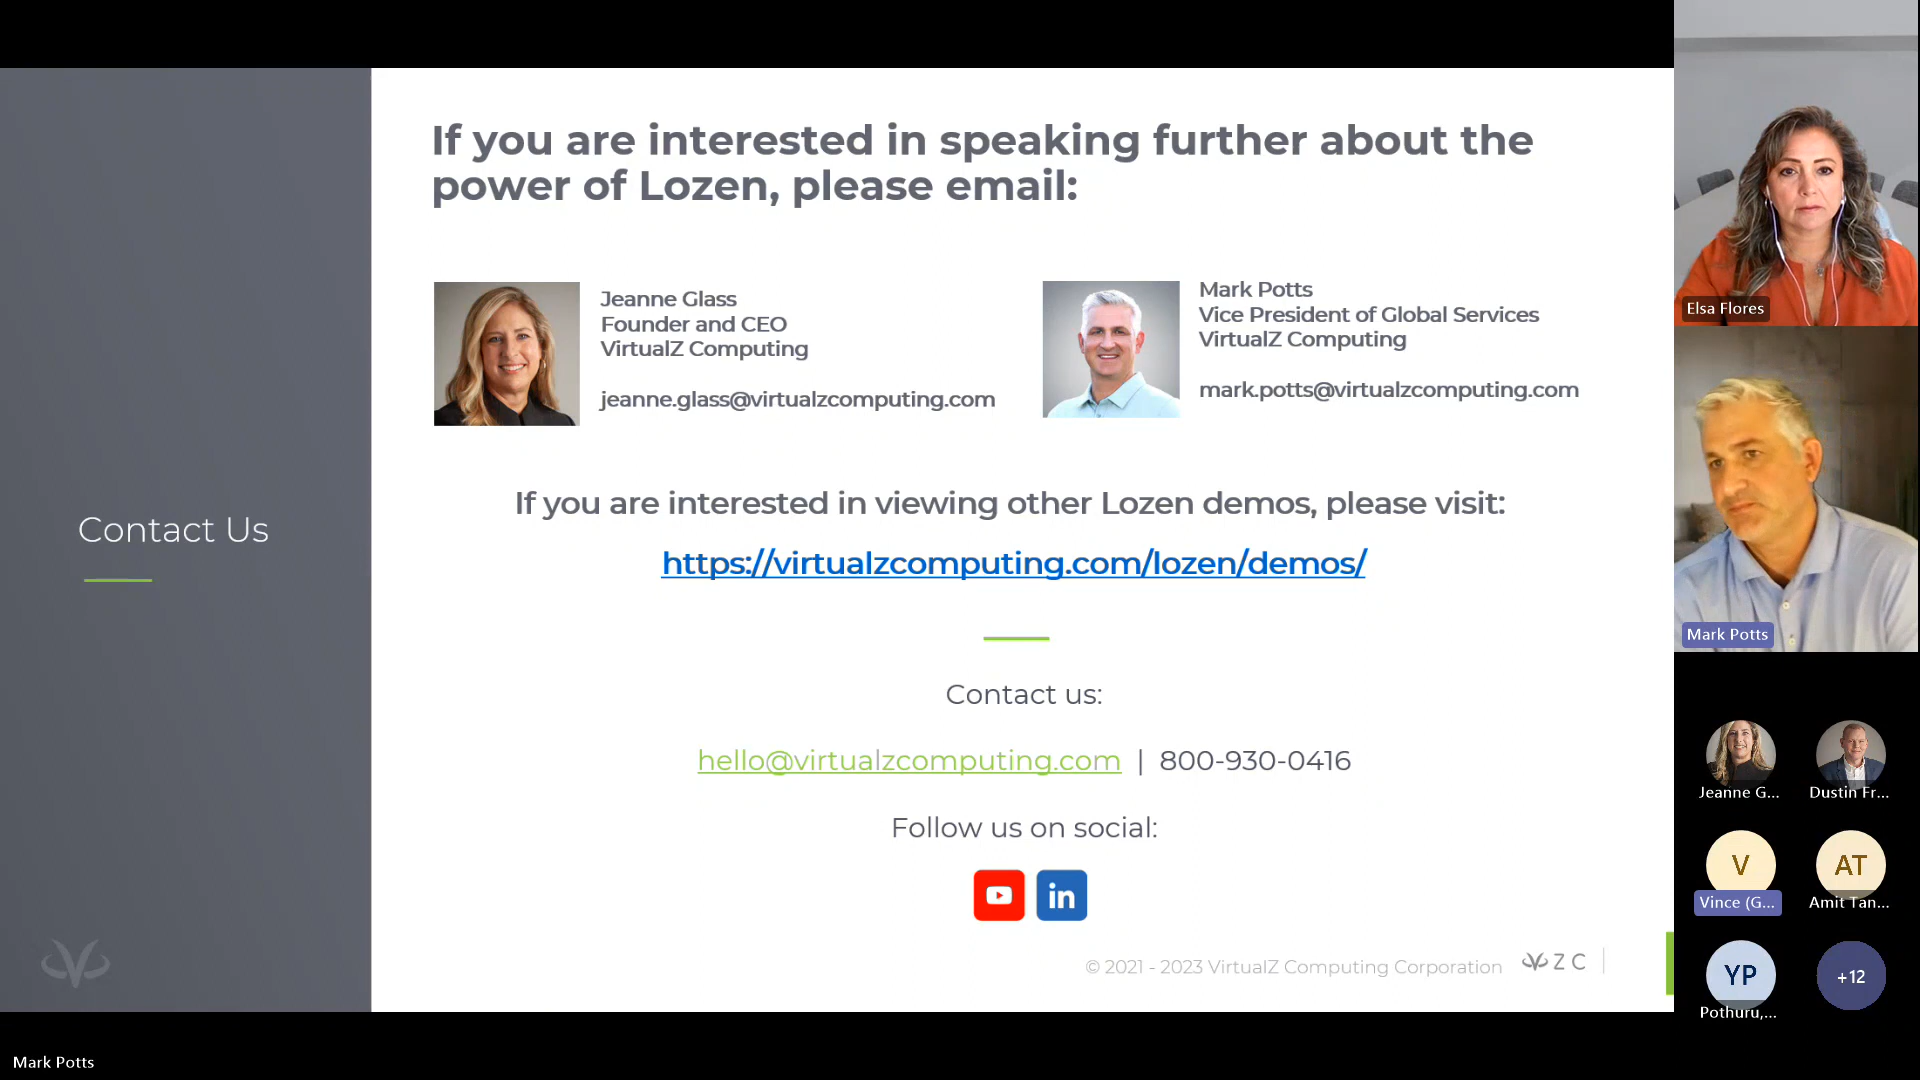 If you are interested in speaking further about the
power of Lozen, please email:
Jeanne Glass
Founder and CEO
VirtualZ Computing
jeanne.glass@virtualzcomputing.com
Mark Potts
Vice President of Global Services
VirtualZ Computing
mark.potts@virtualzcomputing.com
Contact Us
If you are interested in viewing other Lozen demos, please visit:
https://virtualzcomputing.com/lozen/demos/
Contact us:
hello@virtualzcomputing.com | 800-930-0416
Follow us on social:
in
© 2021 - 2023 VirtualZ Computing Corporation
VZC
Elsa Flores
Mark Potts
Jeanne G...
Dustin Fr...
V
Vince (G...
AT
Amit Tan...
YP
Pothuru,...
+12
Mark Potts